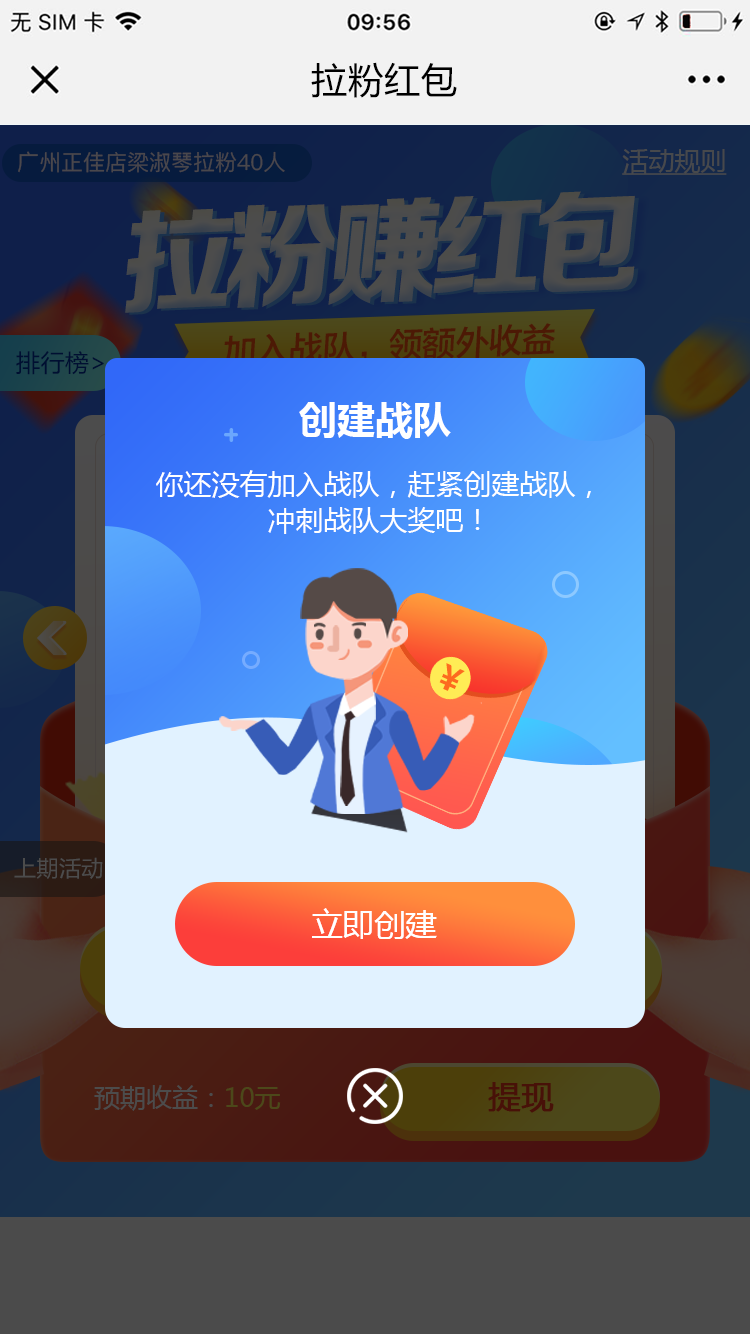 无 SIM 卡
09:56
拉粉红包
广州正佳店梁淑琴拉粉40人
活动规则
拉粉赚红包
加入战队，领额外收益
排行榜>
创建战队
你还没有加入战队，赶紧创建战队，
冲刺战队大奖吧！
¥
上期活动
立即创建
预期收益：10元
提现